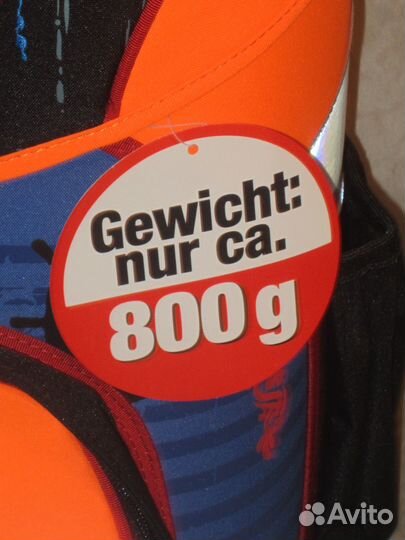 Gewicht:
nur ca.
800 g
Avito